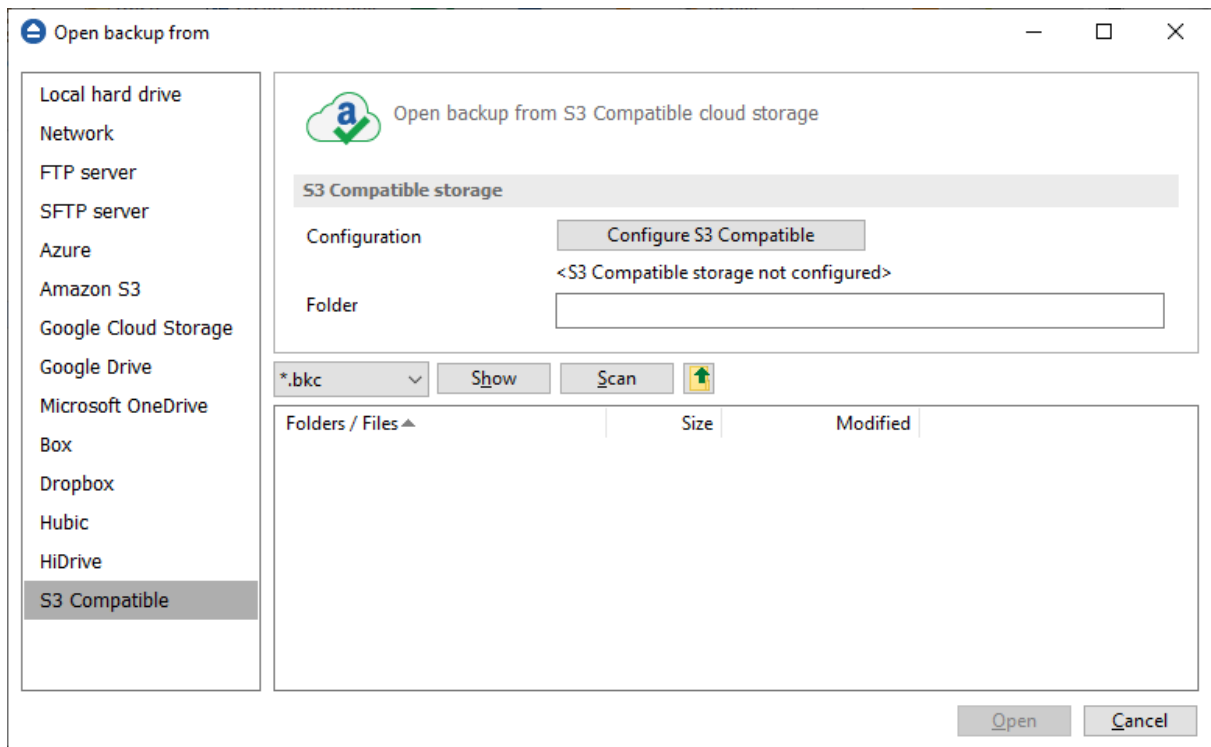 Open backup from
Local hard drive
Network
FTP server
SFTP server
Azure
Amazon S3
Google Cloud Storage
Google Drive
Microsoft OneDrive
Box
Dropbox
Hubic
HiDrive
S3 Compatible
a
Open backup from S3 Compatible cloud storage
S3 Compatible storage
Configuration
Configure S3 Compatible
<S3 Compatible storage not configured>
Folder
*.bkc
Show
Scan
Folders / Files
Size
Modified
Open
Cancel